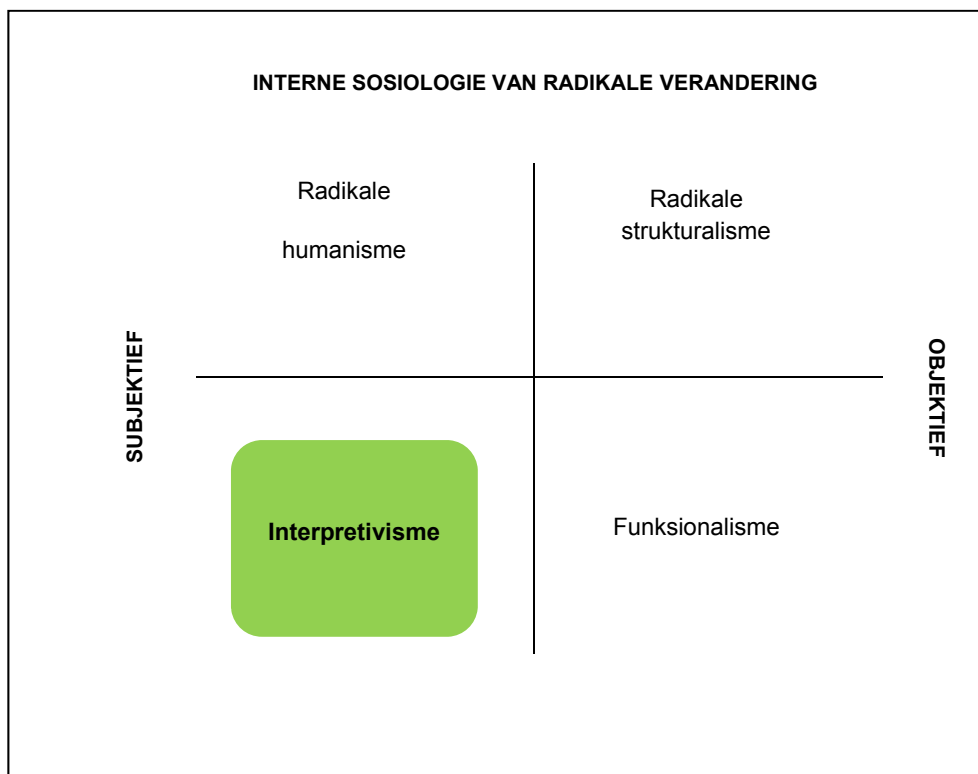 INTERNE SOSIOLOGIE VAN RADIKALE VERANDERING
Radikale
humanisme
Radikale
strukturalisme
SUBJEKTIEF
OBJEKTIEF
Interpretivisme
Funksionalisme